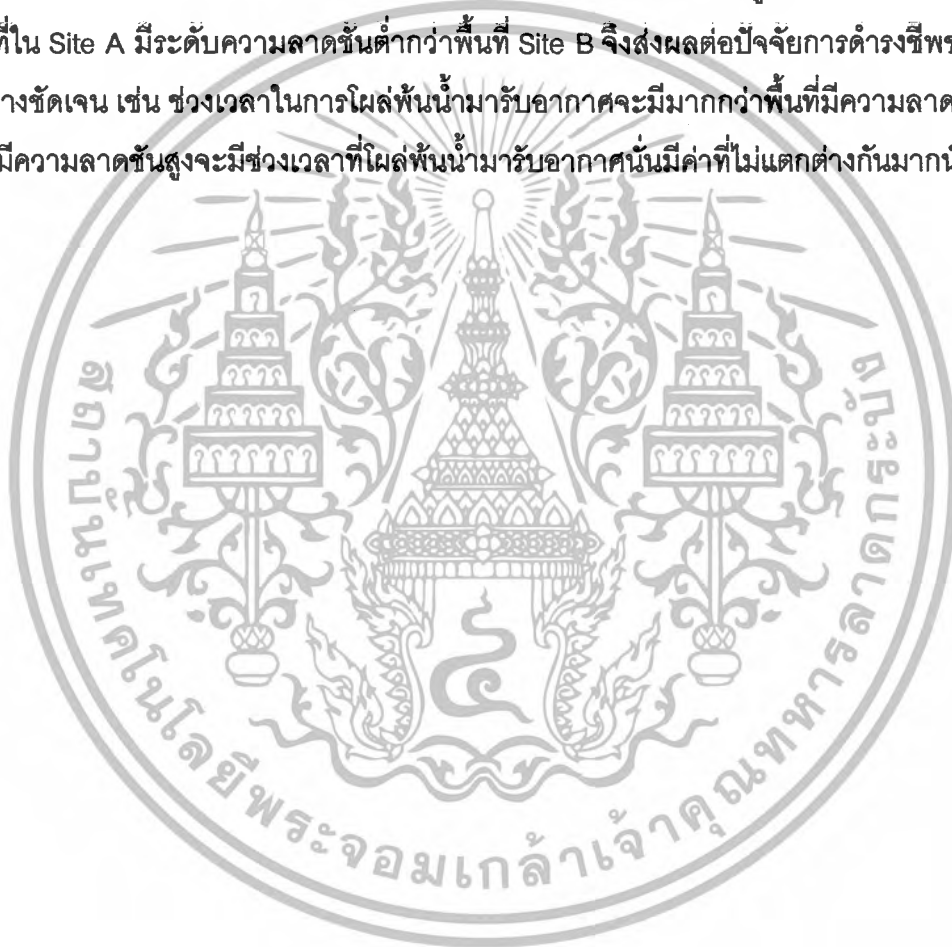 ที่ใน Site A มีระดับความลาดชันต่ำกว่าพื้นที่ Site B จึงส่งผลต่อปัจจัยการดำรงชีพ
างชัดเจน เช่น ช่วงเวลาในการโผล่พ้นน้ำมารับอากาศจะมีมากกว่าพื้นที่มีความลาด
มีความลาดชันสูงจะมีช่วงเวลาที่โผล่พ้นน้ำมารับอากาศนั่นมีค่าที่ไม่แตกต่างกันมาก
๔
สถาบันเทคโนโลยีพระจอมเกล้าเจ้าคุณทหารลาดกระบัง